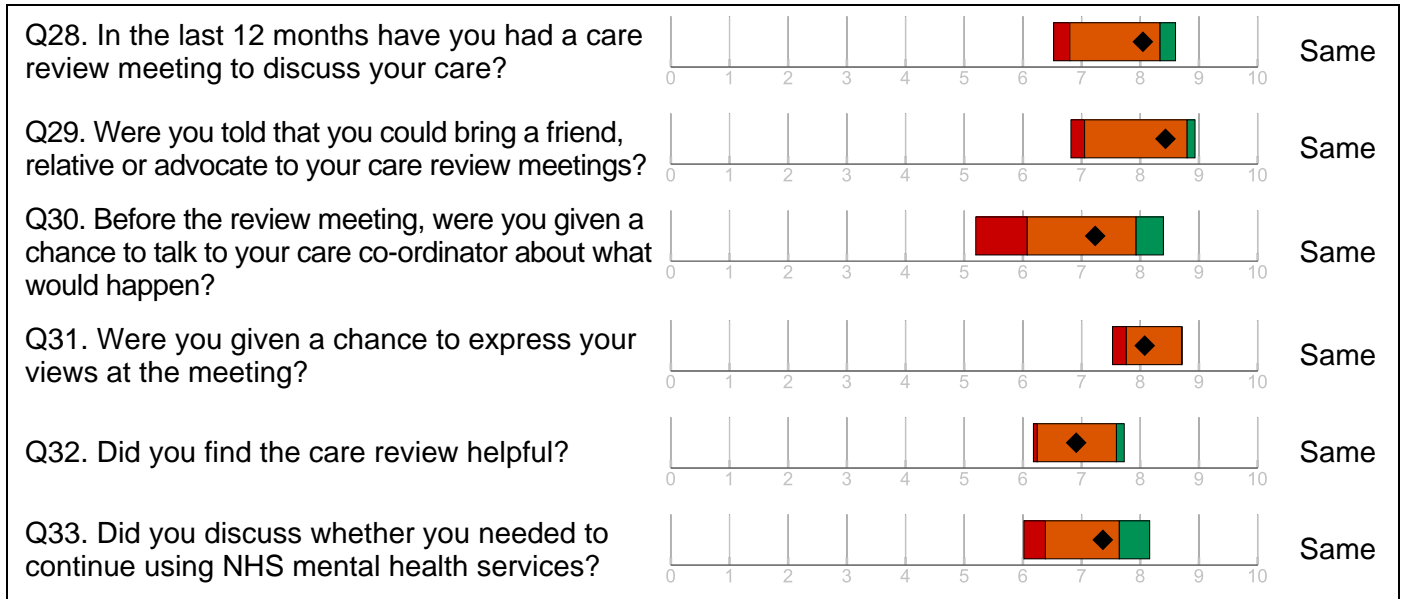 Q28. In the last 12 months have you had a care
review meeting to discuss your care?
0 1 2 3 4 5 6 7 8 9 10
Same
Q29. Were you told that you could bring a friend,
relative or advocate to your care review meetings?
0 1 2 3 4 5 6 7 8 9 10
Same
Q30. Before the review meeting, were you given a
chance to talk to your care co-ordinator about what
would happen?
0 1 2 3 4 5 6 7 8 9 10
Same
Q31. Were you given a chance to express your
views at the meeting?
0 1 2 3 4 5 6 7 8 9 10
Same
Q32. Did you find the care review helpful?
0 1 2 3 4 5 6 7 8 9 10
Same
Q33. Did you discuss whether you needed to
continue using NHS mental health services?
0 1 2 3 4 5 6 7 8 9 10
Same